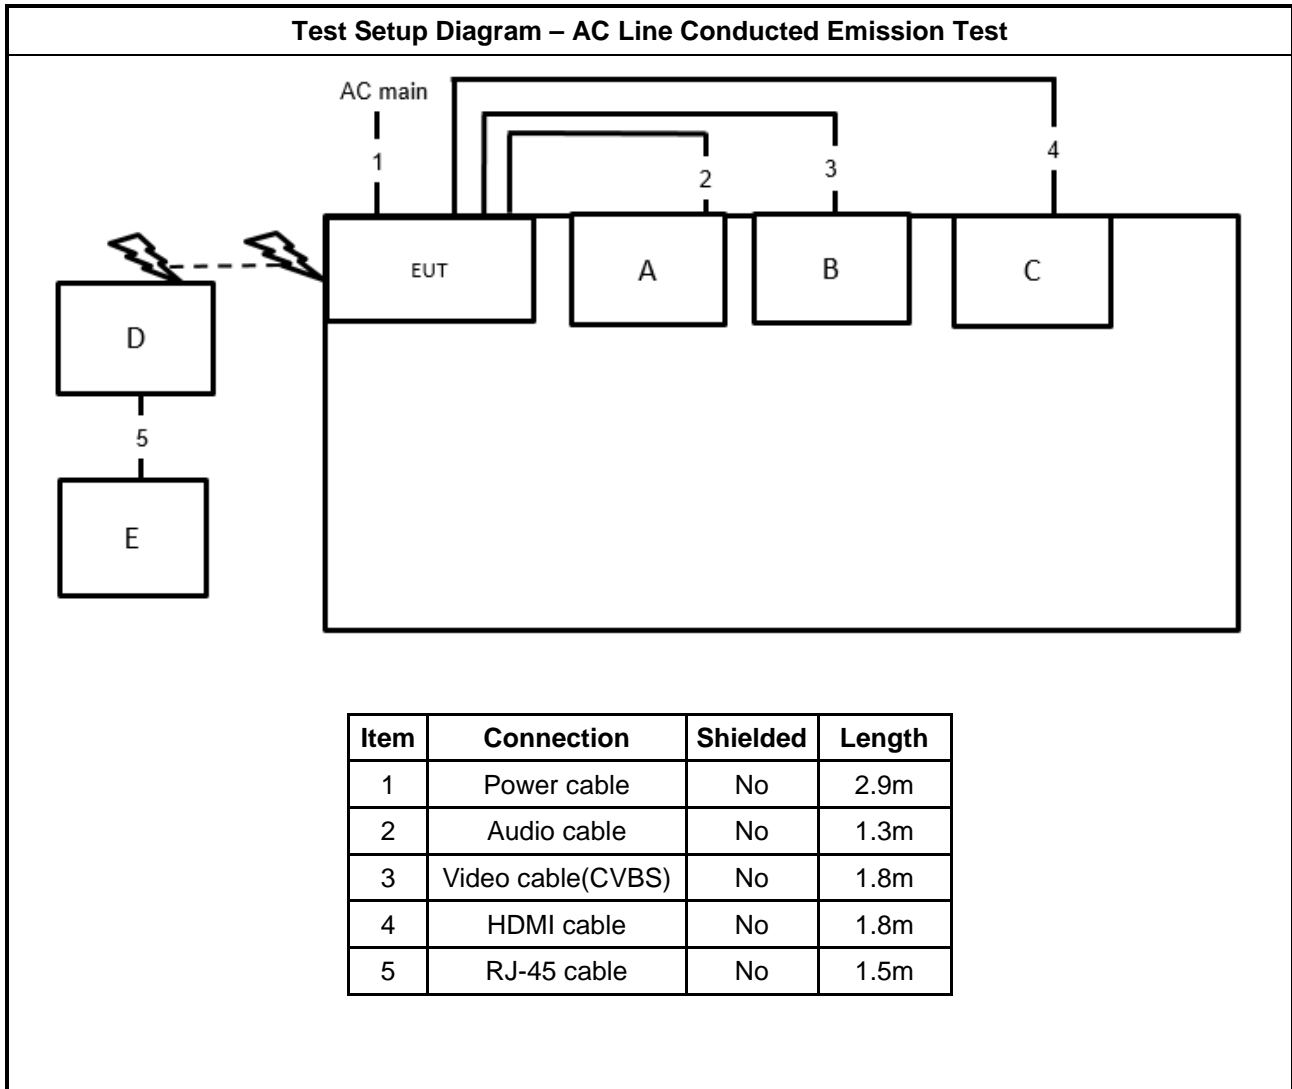 Test Setup Diagram – AC Line Conducted Emission Test
AC main
1
2
3
4
EUT
A
B
C
D
5
E
Item Connection Shielded Length
1 Power cable No 2.9m
2 Audio cable No 1.3m
3 Video cable(CVBS) No 1.8m
4 HDMI cable No 1.8m
5 RJ-45 cable No 1.5m